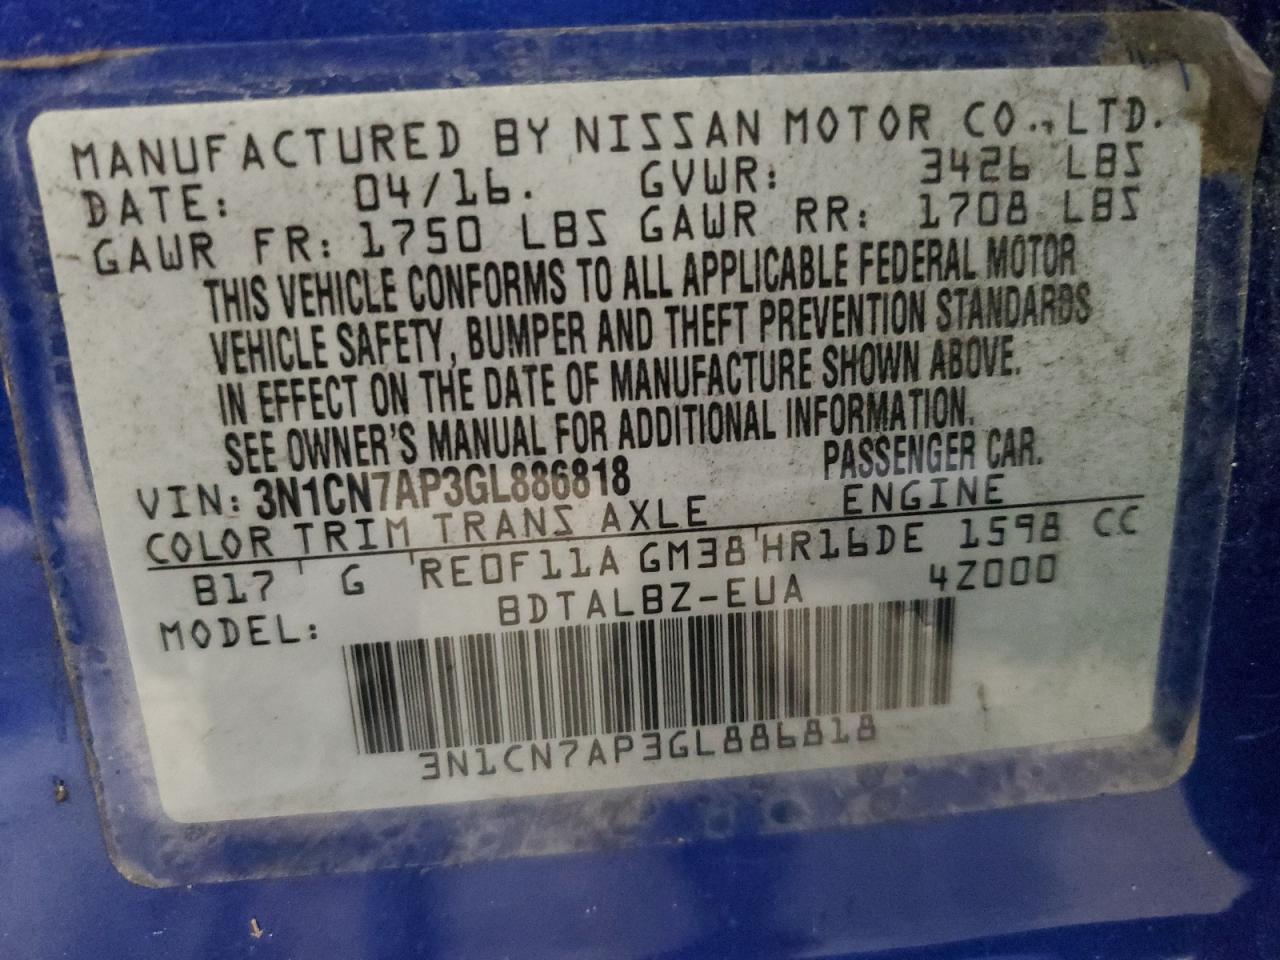 MANUFACTURED BY NISSAN MOTOR CO., LTD.
DATE: 04/16. GVWR: 3426 LBS
GAWR FR: 1750 LBS GAWR RR: 1708 LBS
THIS VEHICLE CONFORMS TO ALL APPLICABLE FEDERAL MOTOR
VEHICLE SAFETY, BUMPER AND THEFT PREVENTION STANDARDS
IN EFFECT ON THE DATE OF MANUFACTURE SHOWN ABOVE.
SEE OWNER'S MANUAL FOR ADDITIONAL INFORMATION.
VIN: 3N1CN7AP3GL886818 PASSENGER CAR.
COLOR TRIM TRANS AXLE ENGINE
B17 G RE0F11A GM38 HR16DE 1598 CC
MODEL: BDTALBZ-EUA 4Z000
3N1CN7AP3GL886818